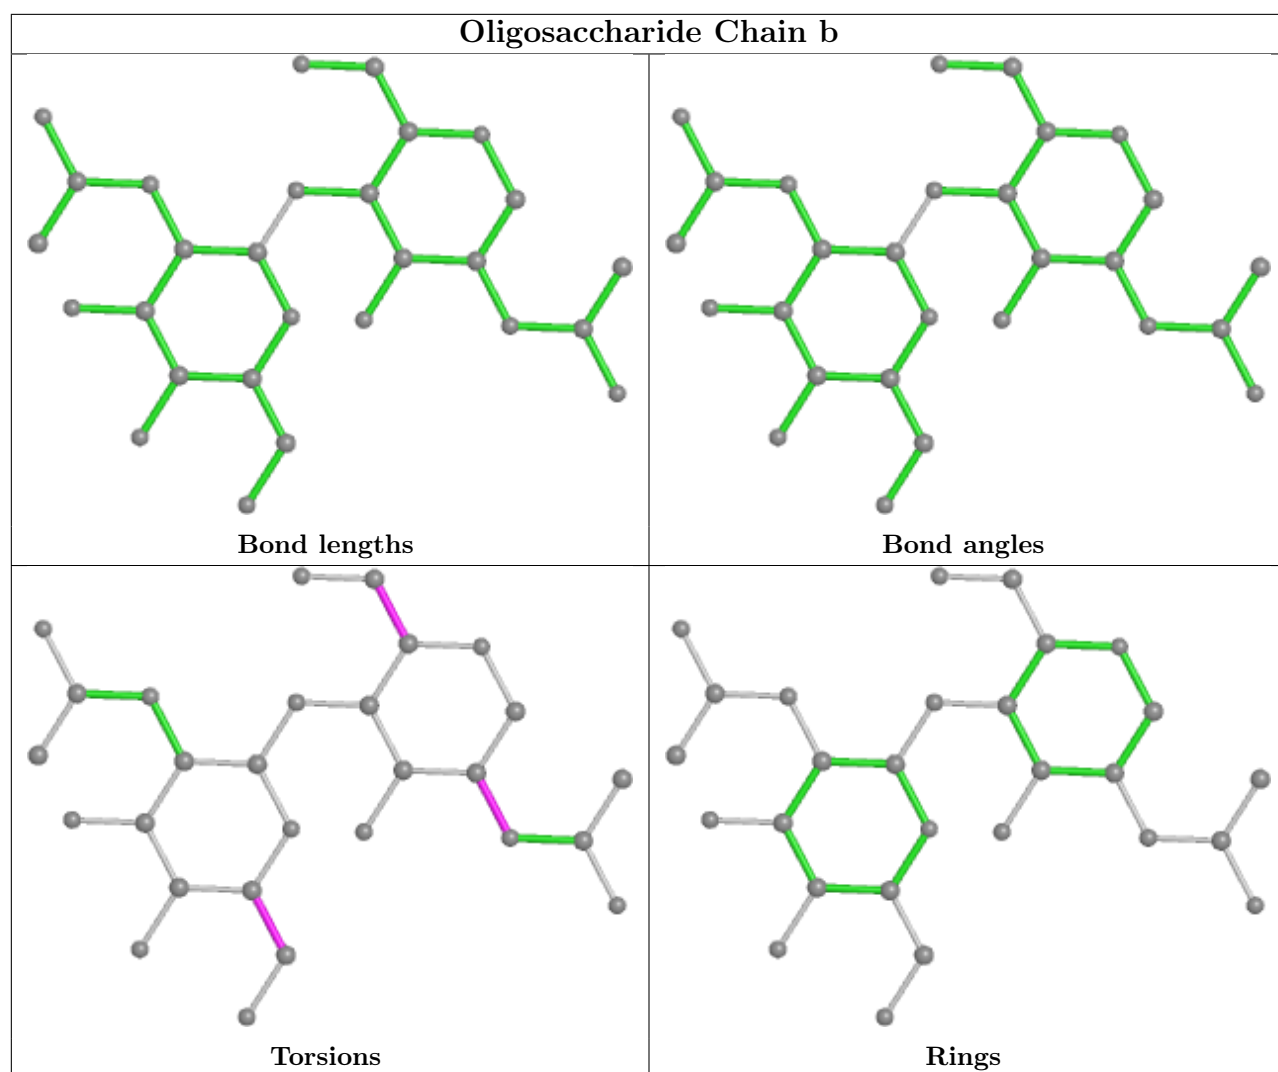 Oligosaccharide Chain b
Bond lengths
Bond angles
Torsions
Rings